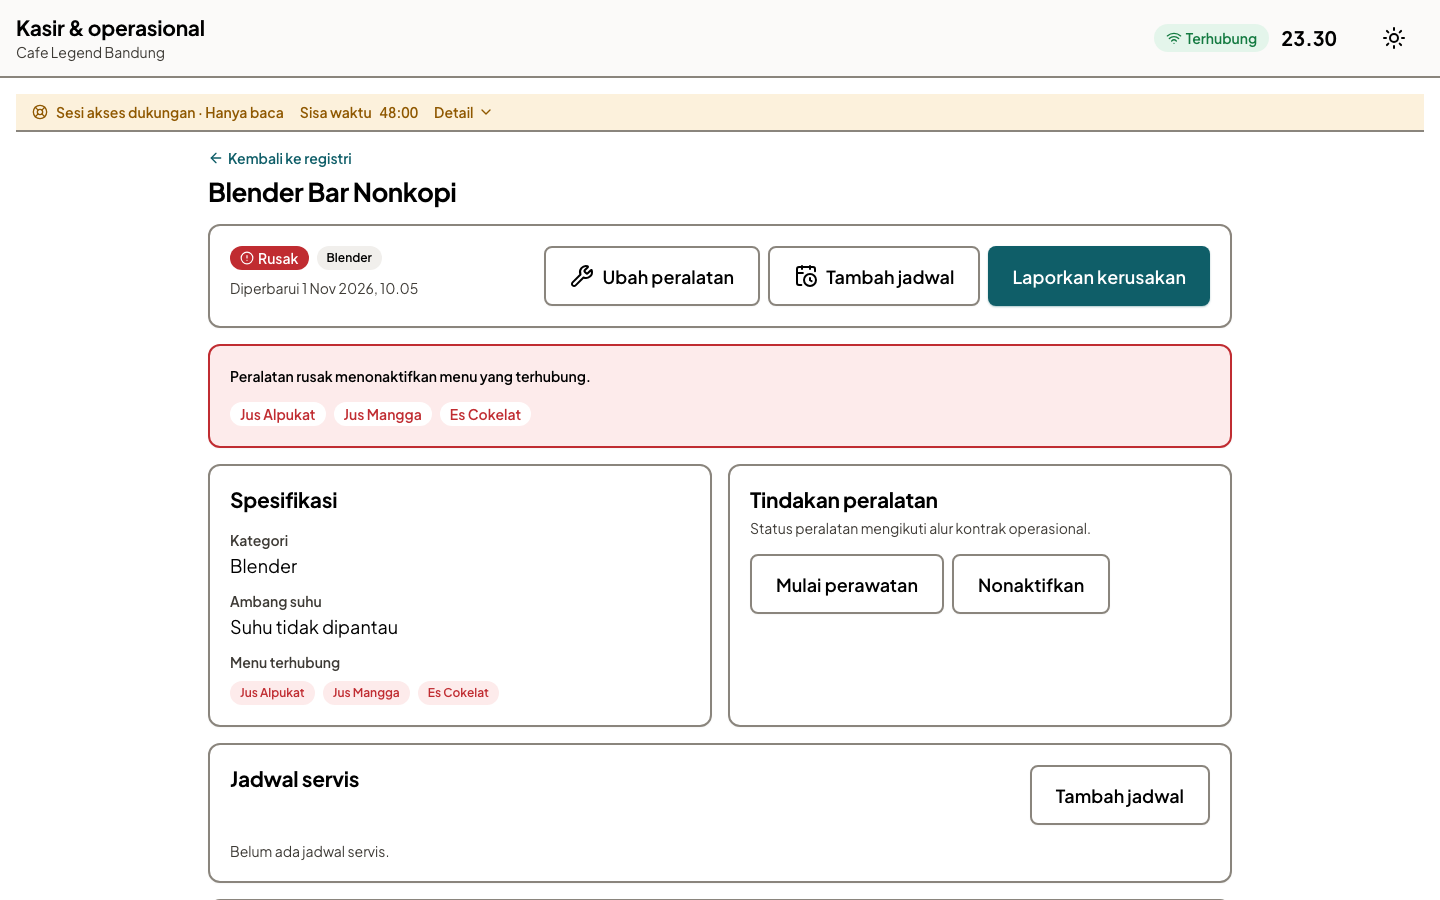 Kasir & operasional
Cafe Legend Bandung
Terhubung
23.30
Sesi akses dukungan · Hanya baca
Sisa waktu 48:00
Detail
Kembali ke registri
Blender Bar Nonkopi
Rusak
Blender
Diperbarui 1 Nov 2026, 10.05
Ubah peralatan
Tambah jadwal
Laporkan kerusakan
Peralatan rusak menonaktifkan menu yang terhubung.
Jus Alpukat
Jus Mangga
Es Cokelat
Spesifikasi
Kategori
Blender
Ambang suhu
Suhu tidak dipantau
Menu terhubung
Jus Alpukat
Jus Mangga
Es Cokelat
Tindakan peralatan
Status peralatan mengikuti alur kontrak operasional.
Mulai perawatan
Nonaktifkan
Jadwal servis
Tambah jadwal
Belum ada jadwal servis.